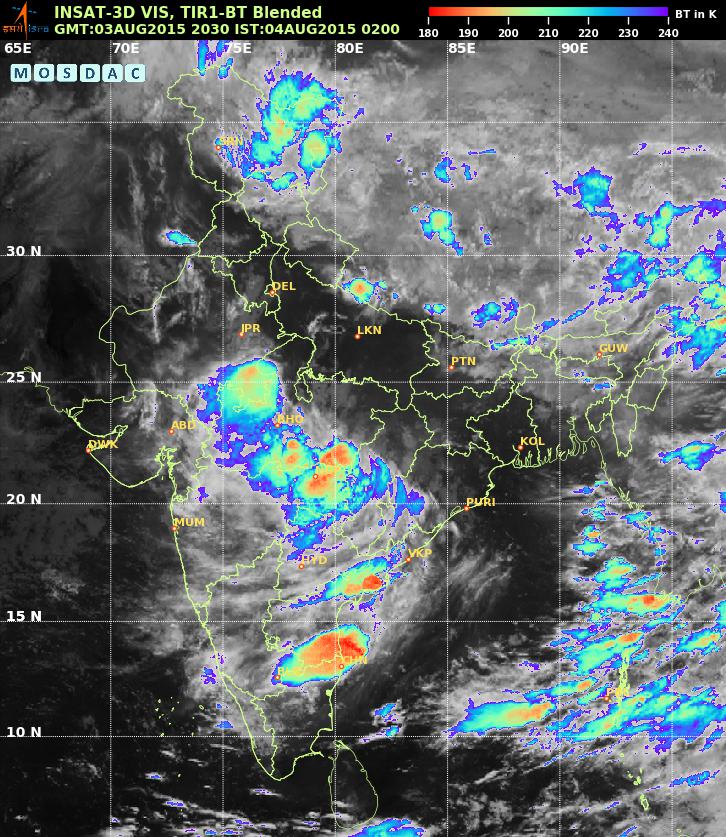 INSAT-3D VIS, TIR1-BT Blended
GMT:03AUG2015 2030 IST:04AUG2015 0200
BT in K
180 190 200 210 220 230 240
65E 70E 75E 80E 85E 90E
MOSDAC
30 N
DEL
JPR
LKN
GUW
PTN
25 N
ABD
BHO
DWK
KOL
20 N
PURI
MUM
VKP
HYD
15 N
CHN
10 N